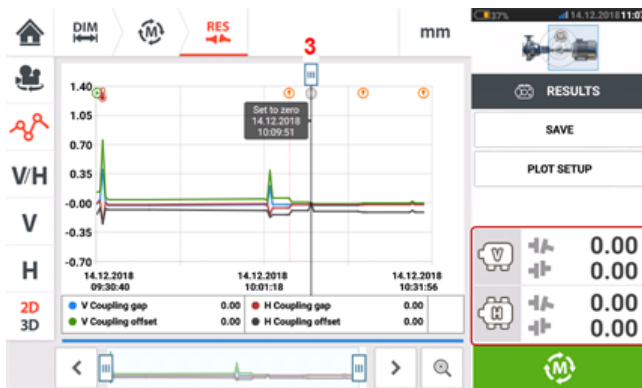 DIM
M
RES
3
mm
37%
14.12.2018 11:07
RESULTS
SAVE
PLOT SETUP
V/H
V
H
2D
3D
1.40
1.05
0.70
0.35
-0.00
-0.35
-0.70
Set to zero
14.12.2018
10:09:51
14.12.2018
09:30:40
14.12.2018
10:01:18
14.12.2018
10:31:56
V Coupling gap 0.00 H Coupling gap 0.00
V Coupling offset 0.00 H Coupling offset 0.00
V 0.00
0.00
H 0.00
0.00
M